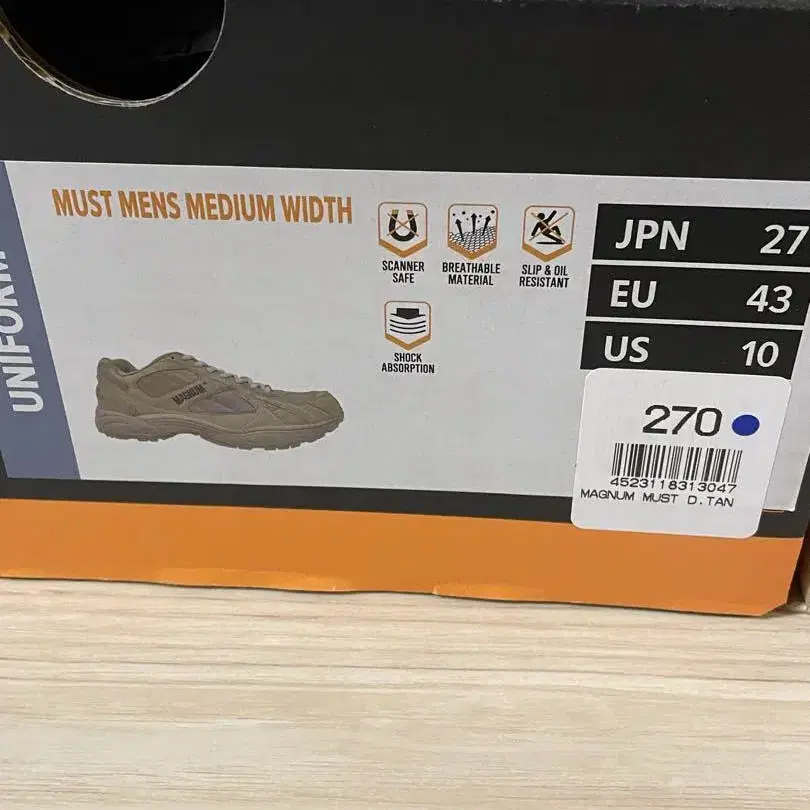 UNIFORM
MUST MENS MEDIUM WIDTH
SCANNER
SAFE
BREATHABLE
MATERIAL
SLIP & OIL
RESISTANT
SHOCK
ABSORPTION
MAGNUM
JPN 27
EU 43
US 10
270
4523118313047
MAGNUM MUST D.TAN